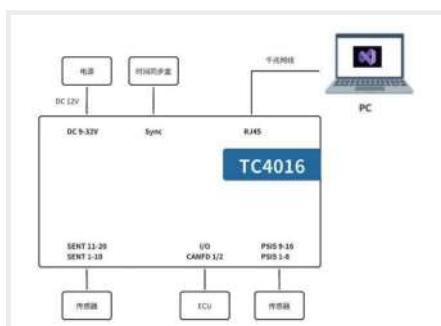 电源
时间同步盒
千兆网线
PC
DC 12V
DC 9-32V
Sync
RJ45
TC4016
SENT 11-20
SENT 1-10
I/O
CANFD 1/2
PSI5 9-16
PSI5 1-8
传感器
ECU
传感器